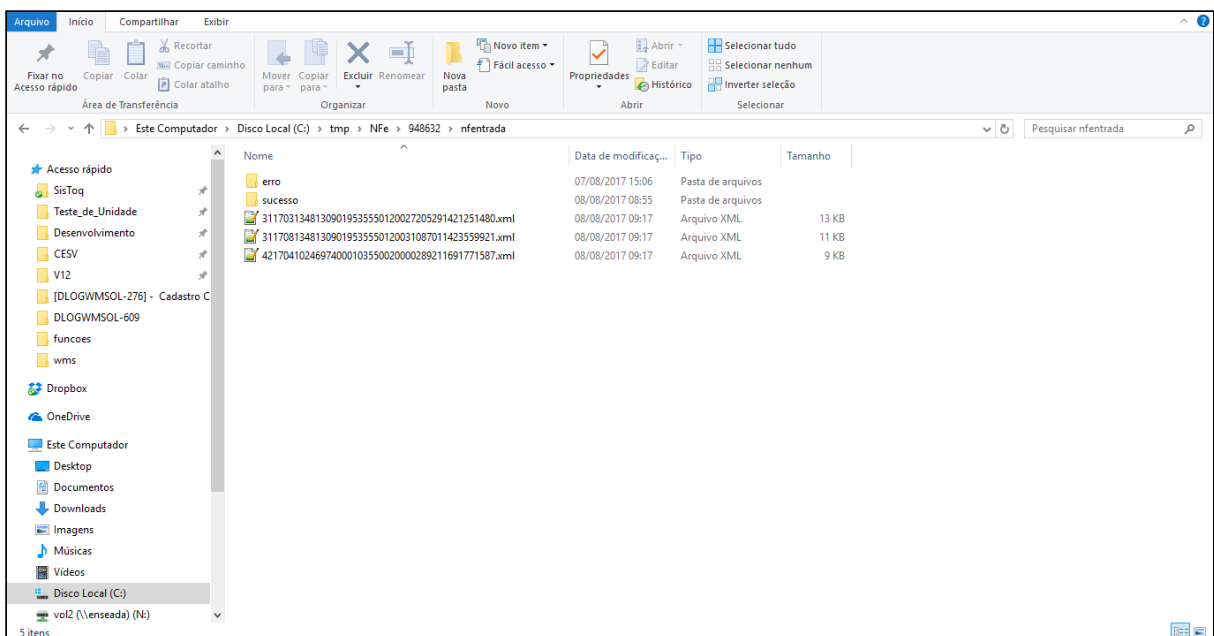 Arquivo Início Compartilhar Exibir
Fixar no Acesso rápido
Copiar
Colar
Recortar
Copiar caminho
Colar atalho
Área de Transferência
Mover para
Copiar para
Excluir
Renomear
Organizar
Nova pasta
Novo item
Fácil acesso
Novo
Propriedades
Abrir
Editar
Histórico
Abrir
Selecionar tudo
Selecionar nenhum
Inverter seleção
Selecionar
Este Computador > Disco Local (C:) > tmp > NFe > 948632 > nfentrada
Pesquisar nfentrada
Acesso rápido
SisToq
Teste_de_Unidade
Desenvolvimento
CESV
V12
[DLOGWMSOL-276] - Cadastro C
DLOGWMSOL-609
funcoes
wms
Dropbox
OneDrive
Este Computador
Desktop
Documentos
Downloads
Imagens
Músicas
Vídeos
Disco Local (C:)
vol2 (\\enseada) (N:)
Nome Data de modificaç... Tipo Tamanho
erro 07/08/2017 15:06 Pasta de arquivos
sucesso 08/08/2017 08:55 Pasta de arquivos
31170313481309019535550120027205291421251480.xml 08/08/2017 09:17 Arquivo XML 13 KB
31170813481309019535550120031087011423559921.xml 08/08/2017 09:17 Arquivo XML 11 KB
42170410246974000103550020000289211691771587.xml 08/08/2017 09:17 Arquivo XML 9 KB
5 itens